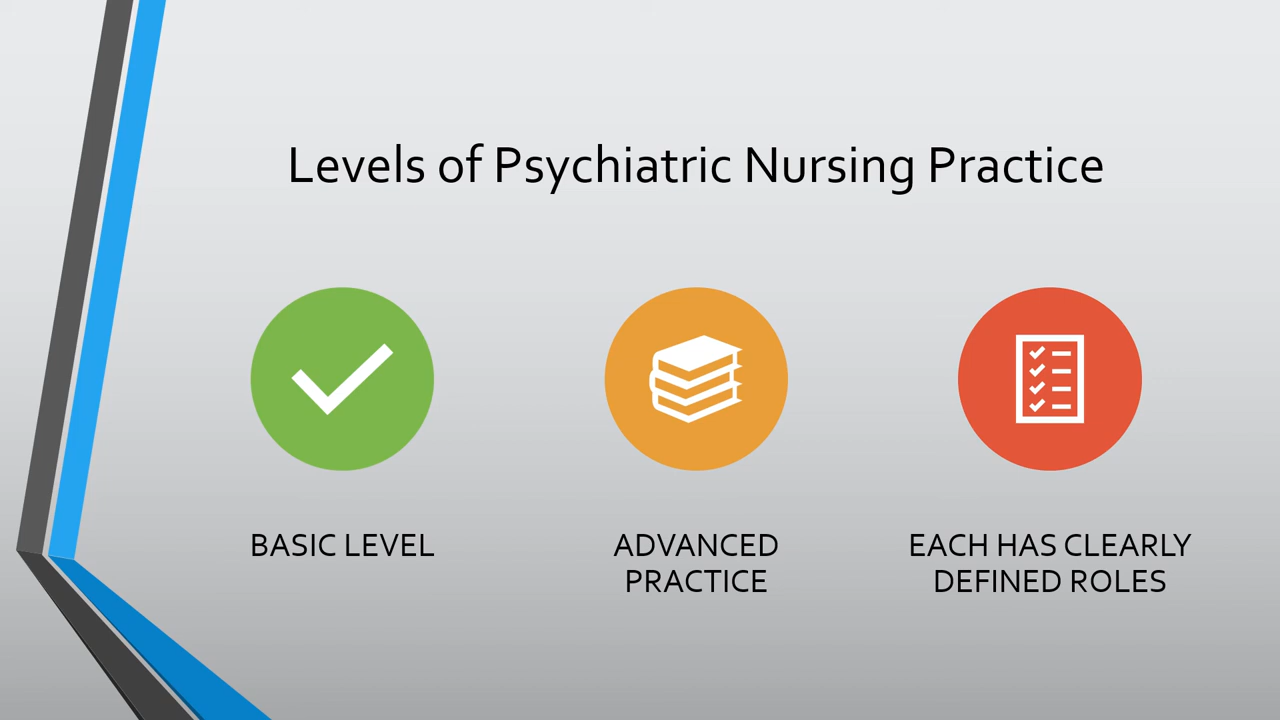 Levels of Psychiatric Nursing Practice
BASIC LEVEL
ADVANCED
PRACTICE
EACH HAS CLEARLY
DEFINED ROLES